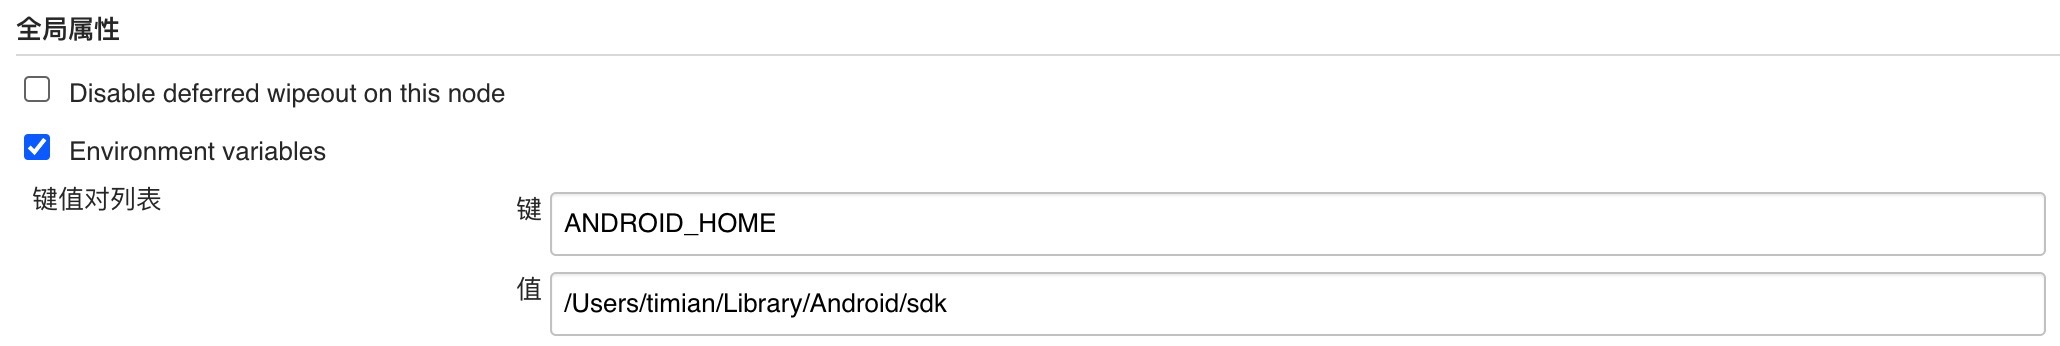 全局属性
Disable deferred wipeout on this node
Environment variables
键值对列表
键 ANDROID_HOME
值 /Users/timian/Library/Android/sdk